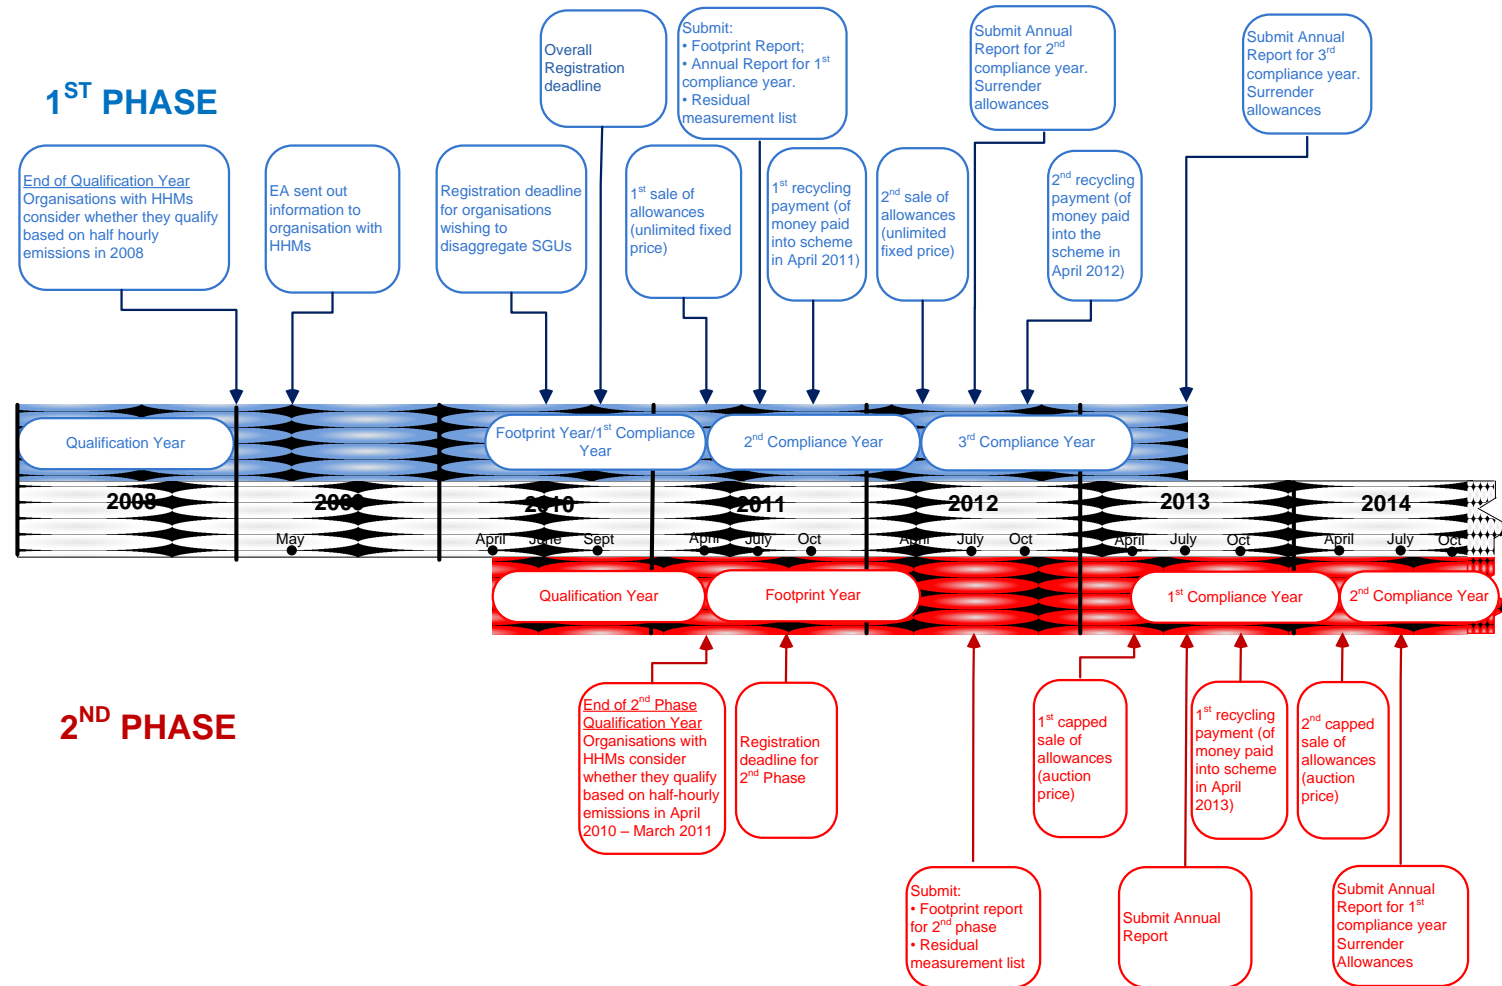 1ST PHASE
Overall
Registration
deadline
Submit:
• Footprint Report;
• Annual Report for 1st
compliance year.
• Residual
measurement list
Submit Annual
Report for 2nd
compliance year.
Surrender
allowances
Submit Annual
Report for 3rd
compliance year.
Surrender
allowances
End of Qualification Year
Organisations with HHMs
consider whether they qualify
based on half hourly
emissions in 2008
EA sent out
information to
organisation with
HHMs
Registration deadline
for organisations
wishing to
disaggregate SGUs
1st sale of
allowances
(unlimited fixed
price)
1st recycling
payment (of
money paid
into scheme
in April 2011)
2nd sale of
allowances
(unlimited
fixed price)
2nd recycling
payment (of
money paid
into the
scheme in
April 2012)
Qualification Year
Footprint Year/1st Compliance
Year
2nd Compliance Year
3rd Compliance Year
2008 2009 2010 2011 2012 2013 2014
May April June Sept April July Oct April July Oct April July Oct April July Oct
Qualification Year
Footprint Year
1st Compliance Year
2nd Compliance Year
2ND PHASE
End of 2nd Phase
Qualification Year
Organisations with
HHMs consider
whether they qualify
based on half-hourly
emissions in April
2010 – March 2011
Registration
deadline for
2nd Phase
1st capped
sale of
allowances
(auction
price)
1st recycling
payment (of
money paid
into scheme
in April
2013)
2nd capped
sale of
allowances
(auction
price)
Submit:
• Footprint report
for 2nd phase
• Residual
measurement list
Submit Annual
Report
Submit Annual
Report for 1st
compliance year
Surrender
Allowances